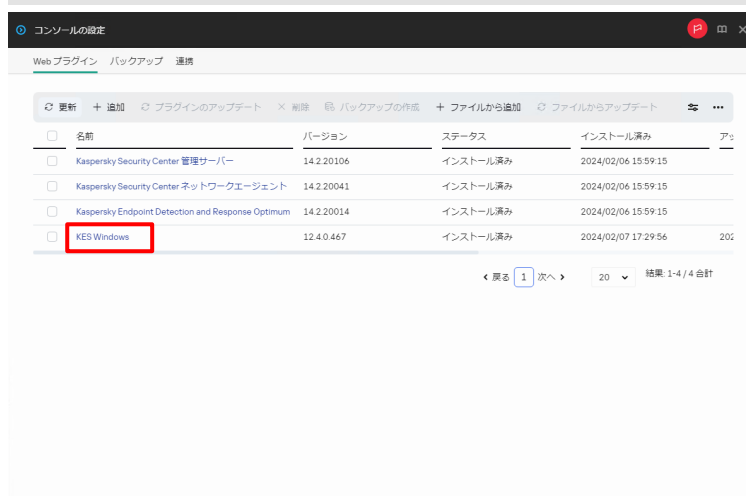 コンソールの設定
Web プラグイン バックアップ 連携
更新 追加 プラグインのアップデート 削除 バックアップの作成 ファイルから追加 ファイルからアップデート
名前 バージョン ステータス インストール済み アッ
Kaspersky Security Center 管理サーバー 14.2.20106 インストール済み 2024/02/06 15:59:15
Kaspersky Security Center ネットワークエージェント 14.2.20041 インストール済み 2024/02/06 15:59:15
Kaspersky Endpoint Detection and Response Optimum 14.2.20014 インストール済み 2024/02/06 15:59:15
KES Windows 12.4.0.467 インストール済み 2024/02/07 17:29:56 202
戻る 1 次へ 20 結果: 1-4 / 4 合計